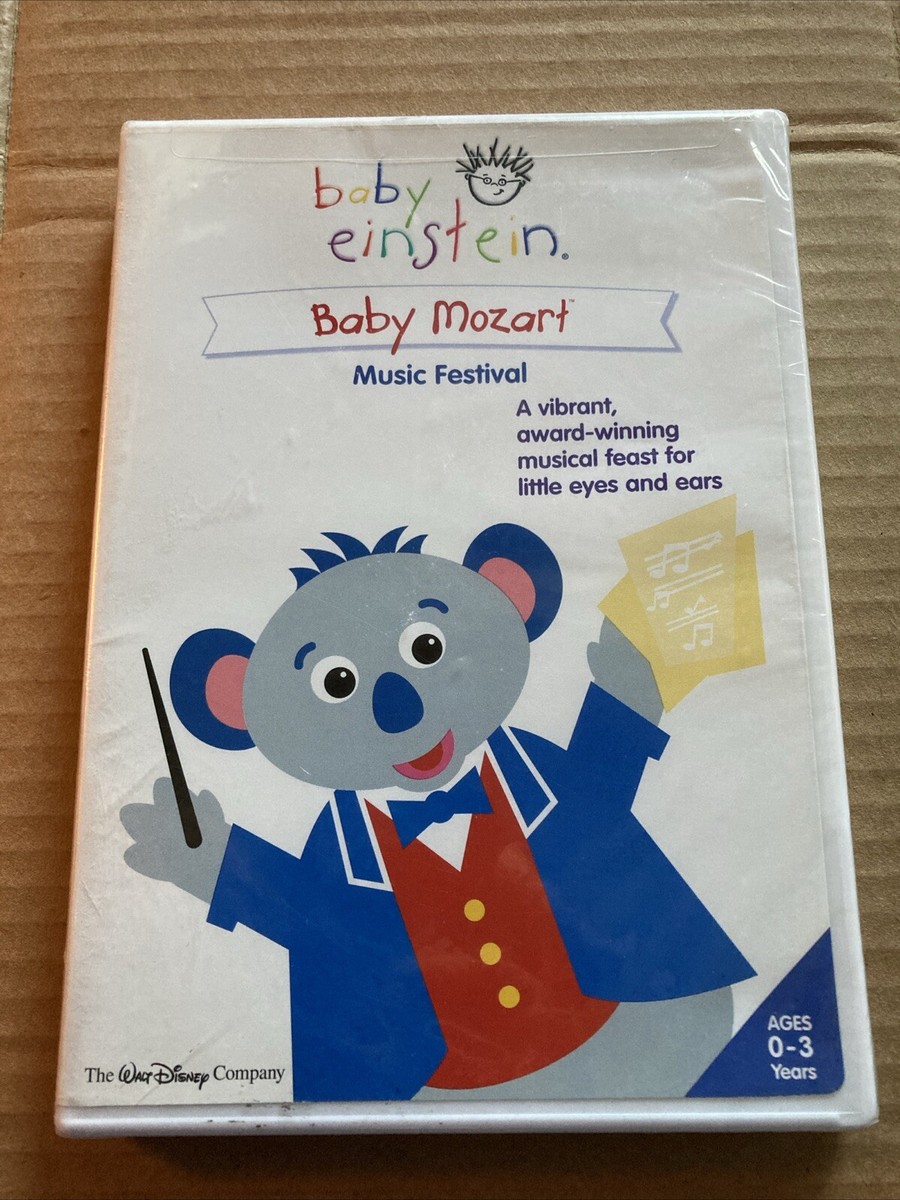 baby
einstein®
Baby Mozart™
Music Festival
A vibrant,
award-winning
musical feast for
little eyes and ears
The Walt Disney Company
AGES
0-3
Years